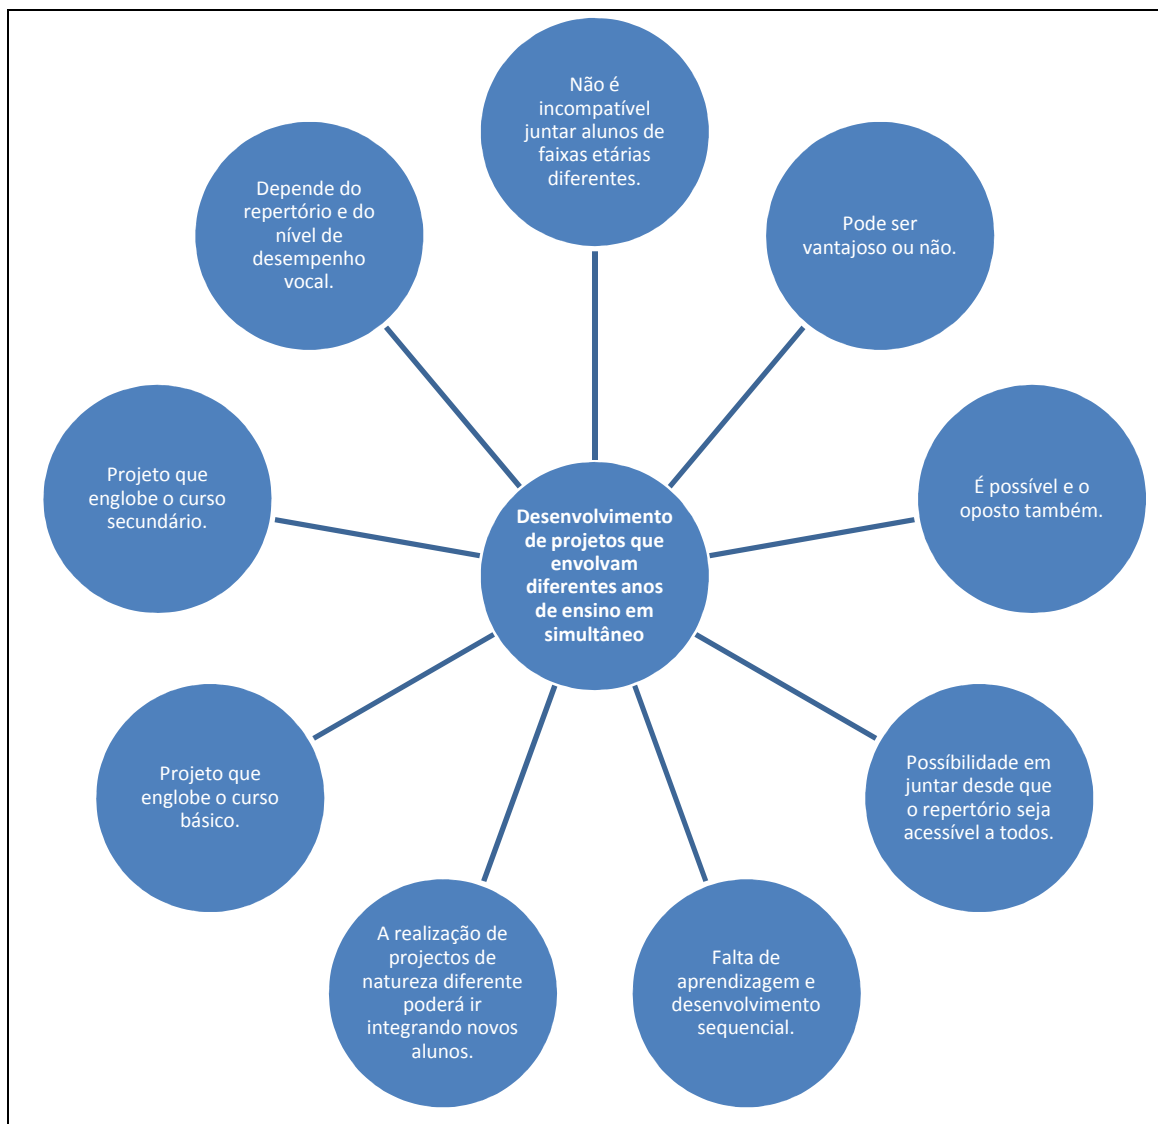 Não é
incompatível
juntar alunos de
faixas etárias
diferentes.
Depende do
repertório e do
nível de
desempenho
vocal.
Pode ser
vantajoso ou não.
Projeto que
englobe o curso
secundário.
É possível e o
oposto também.
Desenvolvimento
de projetos que
envolvam
diferentes anos
de ensino em
simultâneo
Projeto que
englobe o curso
básico.
Possíbilidade em
juntar desde que
o repertório seja
acessível a todos.
A realização de
projectos de
natureza diferente
poderá ir
integrando novos
alunos.
Falta de
aprendizagem e
desenvolvimento
sequencial.